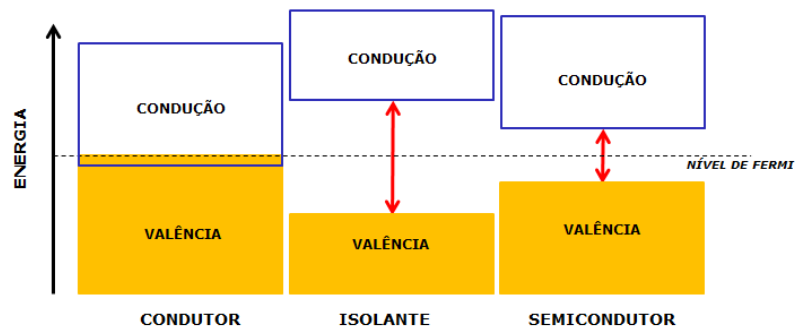 CONDUÇÃO
CONDUÇÃO
CONDUÇÃO
ENERGIA
NÍVEL DE FERMI
VALÊNCIA
VALÊNCIA
VALÊNCIA
CONDUTOR
ISOLANTE
SEMICONDUTOR